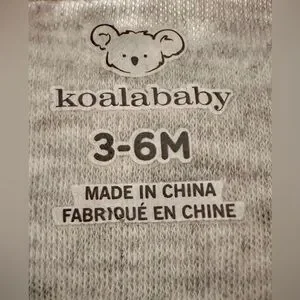 koalababy
3-6M
MADE IN CHINA
FABRIQUÉ EN CHINE